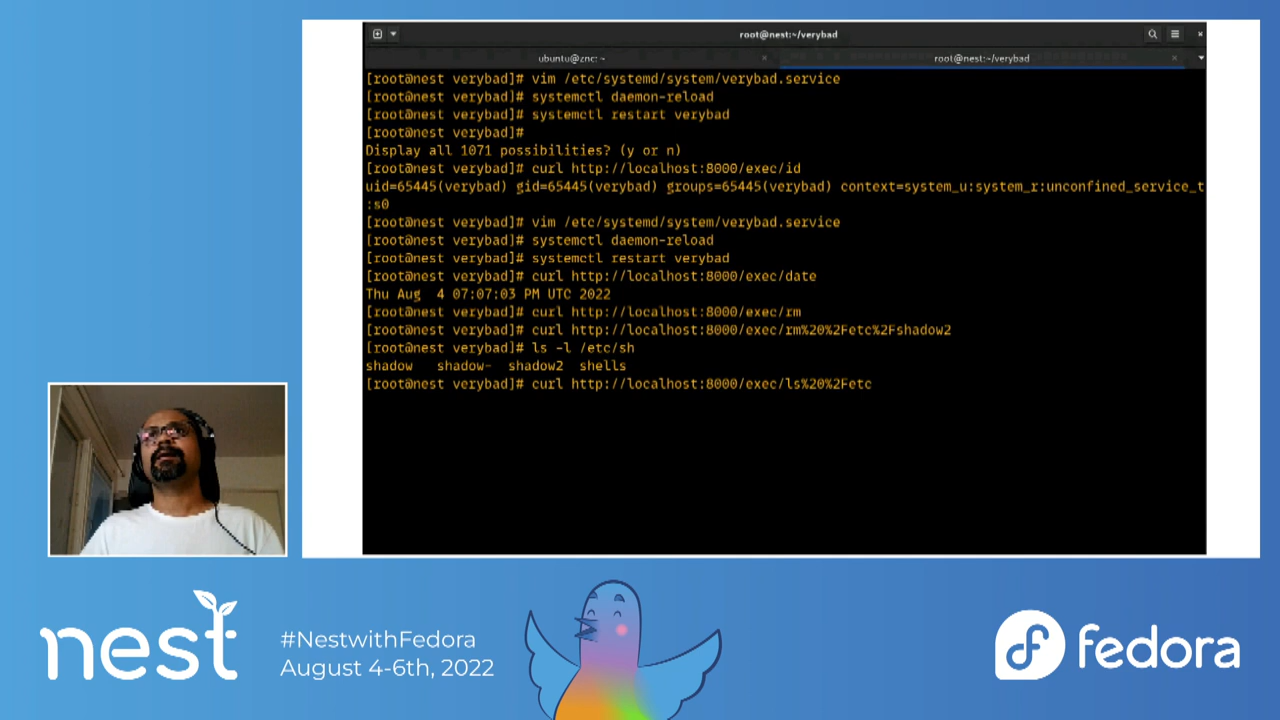 root@nest:~/verybad
ubuntu@znc: ~
root@nest:~/verybad
[root@nest verybad]# vim /etc/systemd/system/verybad.service
[root@nest verybad]# systemctl daemon-reload
[root@nest verybad]# systemctl restart verybad
[root@nest verybad]#
Display all 1071 possibilities? (y or n)
[root@nest verybad]# curl http://localhost:8000/exec/id
uid=65445(verybad) gid=65445(verybad) groups=65445(verybad) context=system_u:system_r:unconfined_service_t
:s0
[root@nest verybad]# vim /etc/systemd/system/verybad.service
[root@nest verybad]# systemctl daemon-reload
[root@nest verybad]# systemctl restart verybad
[root@nest verybad]# curl http://localhost:8000/exec/date
Thu Aug  4 07:07:03 PM UTC 2022
[root@nest verybad]# curl http://localhost:8000/exec/rm
[root@nest verybad]# curl http://localhost:8000/exec/rm%20%2Fetc%2Fshadow2
[root@nest verybad]# ls -l /etc/sh
shadow   shadow-  shadow2  shells
[root@nest verybad]# curl http://localhost:8000/exec/ls%20%2Fetc
nest
#NestwithFedora
August 4-6th, 2022
fedora